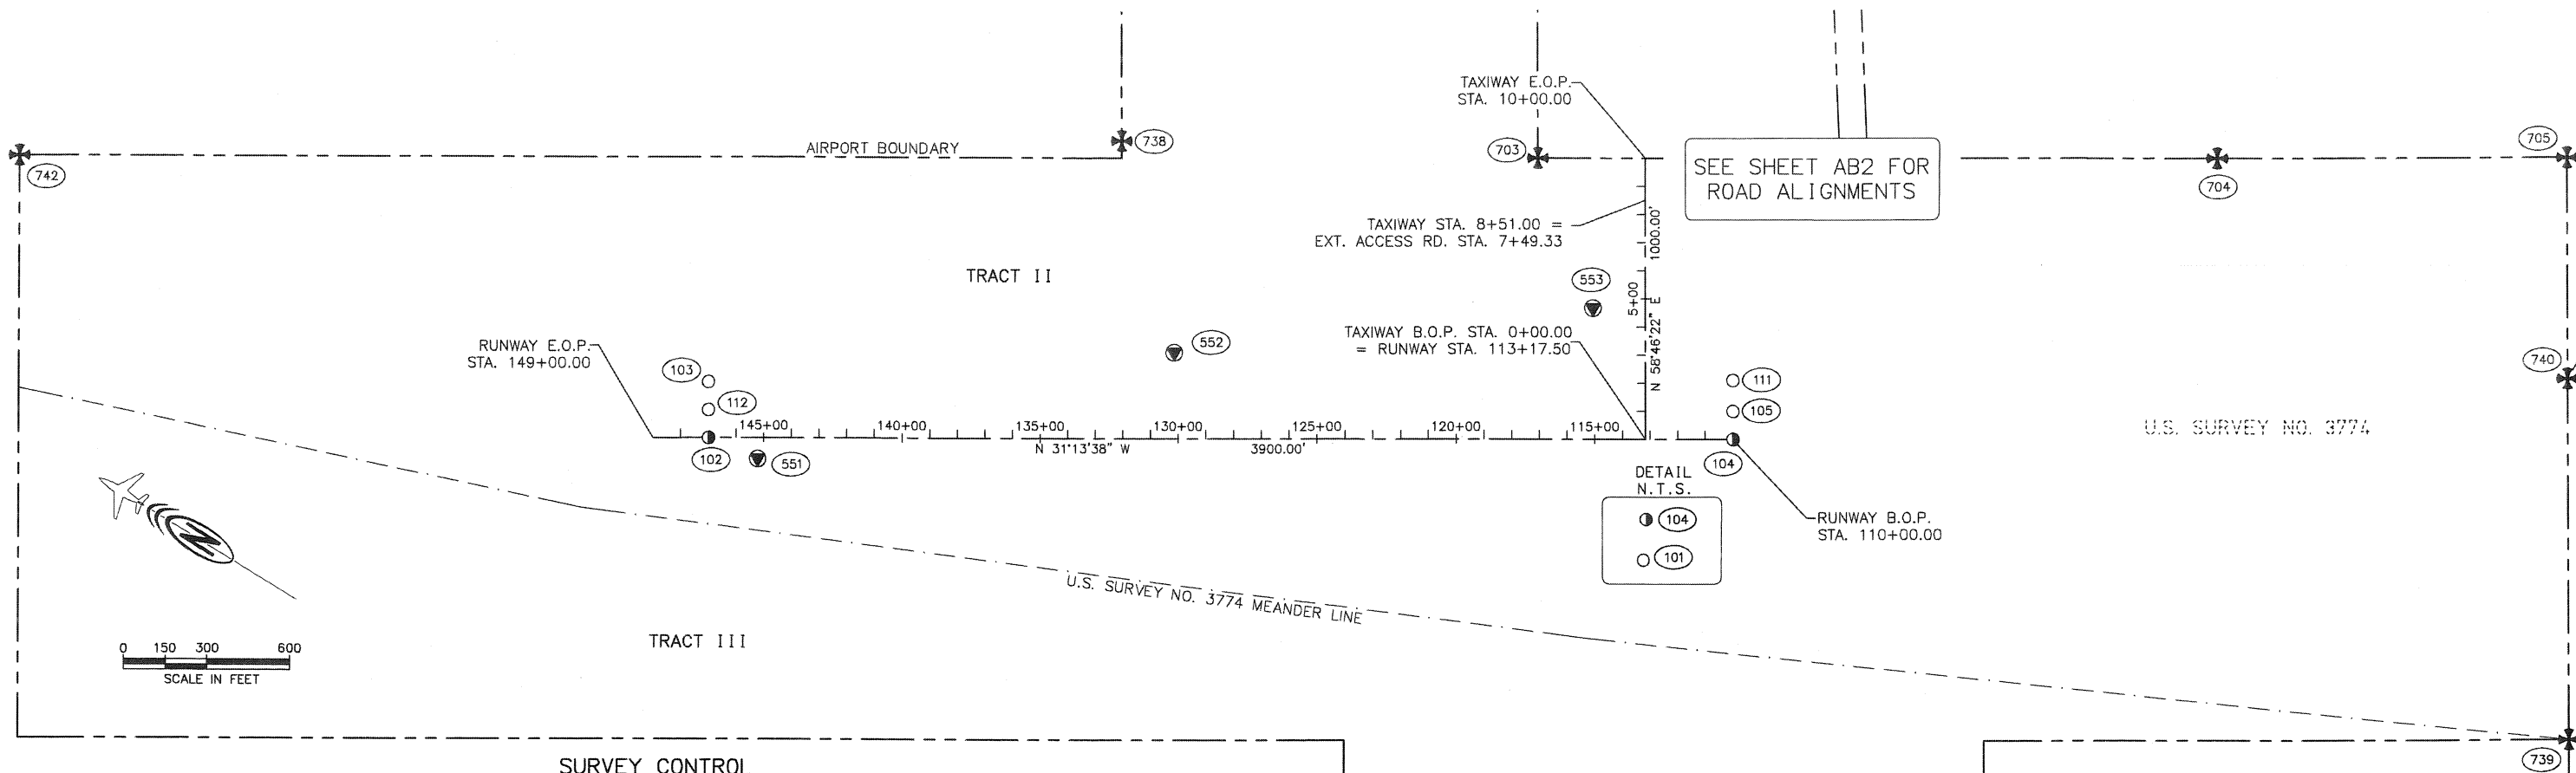 TAXIWAY E.O.P.
STA. 10+00.00
738
AIRPORT BOUNDARY
703
705
742
SEE SHEET AB2 FOR
ROAD ALIGNMENTS
704
TAXIWAY STA. 8+51.00 =
EXT. ACCESS RD. STA. 7+49.33
1000.00'
TRACT II
553
5+00
N 58°46'22" E
TAXIWAY B.O.P. STA. 0+00.00
= RUNWAY STA. 113+17.50
RUNWAY E.O.P.
STA. 149+00.00
552
103
740
111
112
105
145+00
140+00
135+00
130+00
125+00
120+00
115+00
U.S. SURVEY NO. 3774
N 31°13'38" W
3900.00'
102
551
104
DETAIL
N.T.S.
104
101
RUNWAY B.O.P.
STA. 110+00.00
N
U.S. SURVEY NO. 3774 MEANDER LINE
TRACT III
0 150 300 600
SCALE IN FEET
739
SURVEY CONTROL